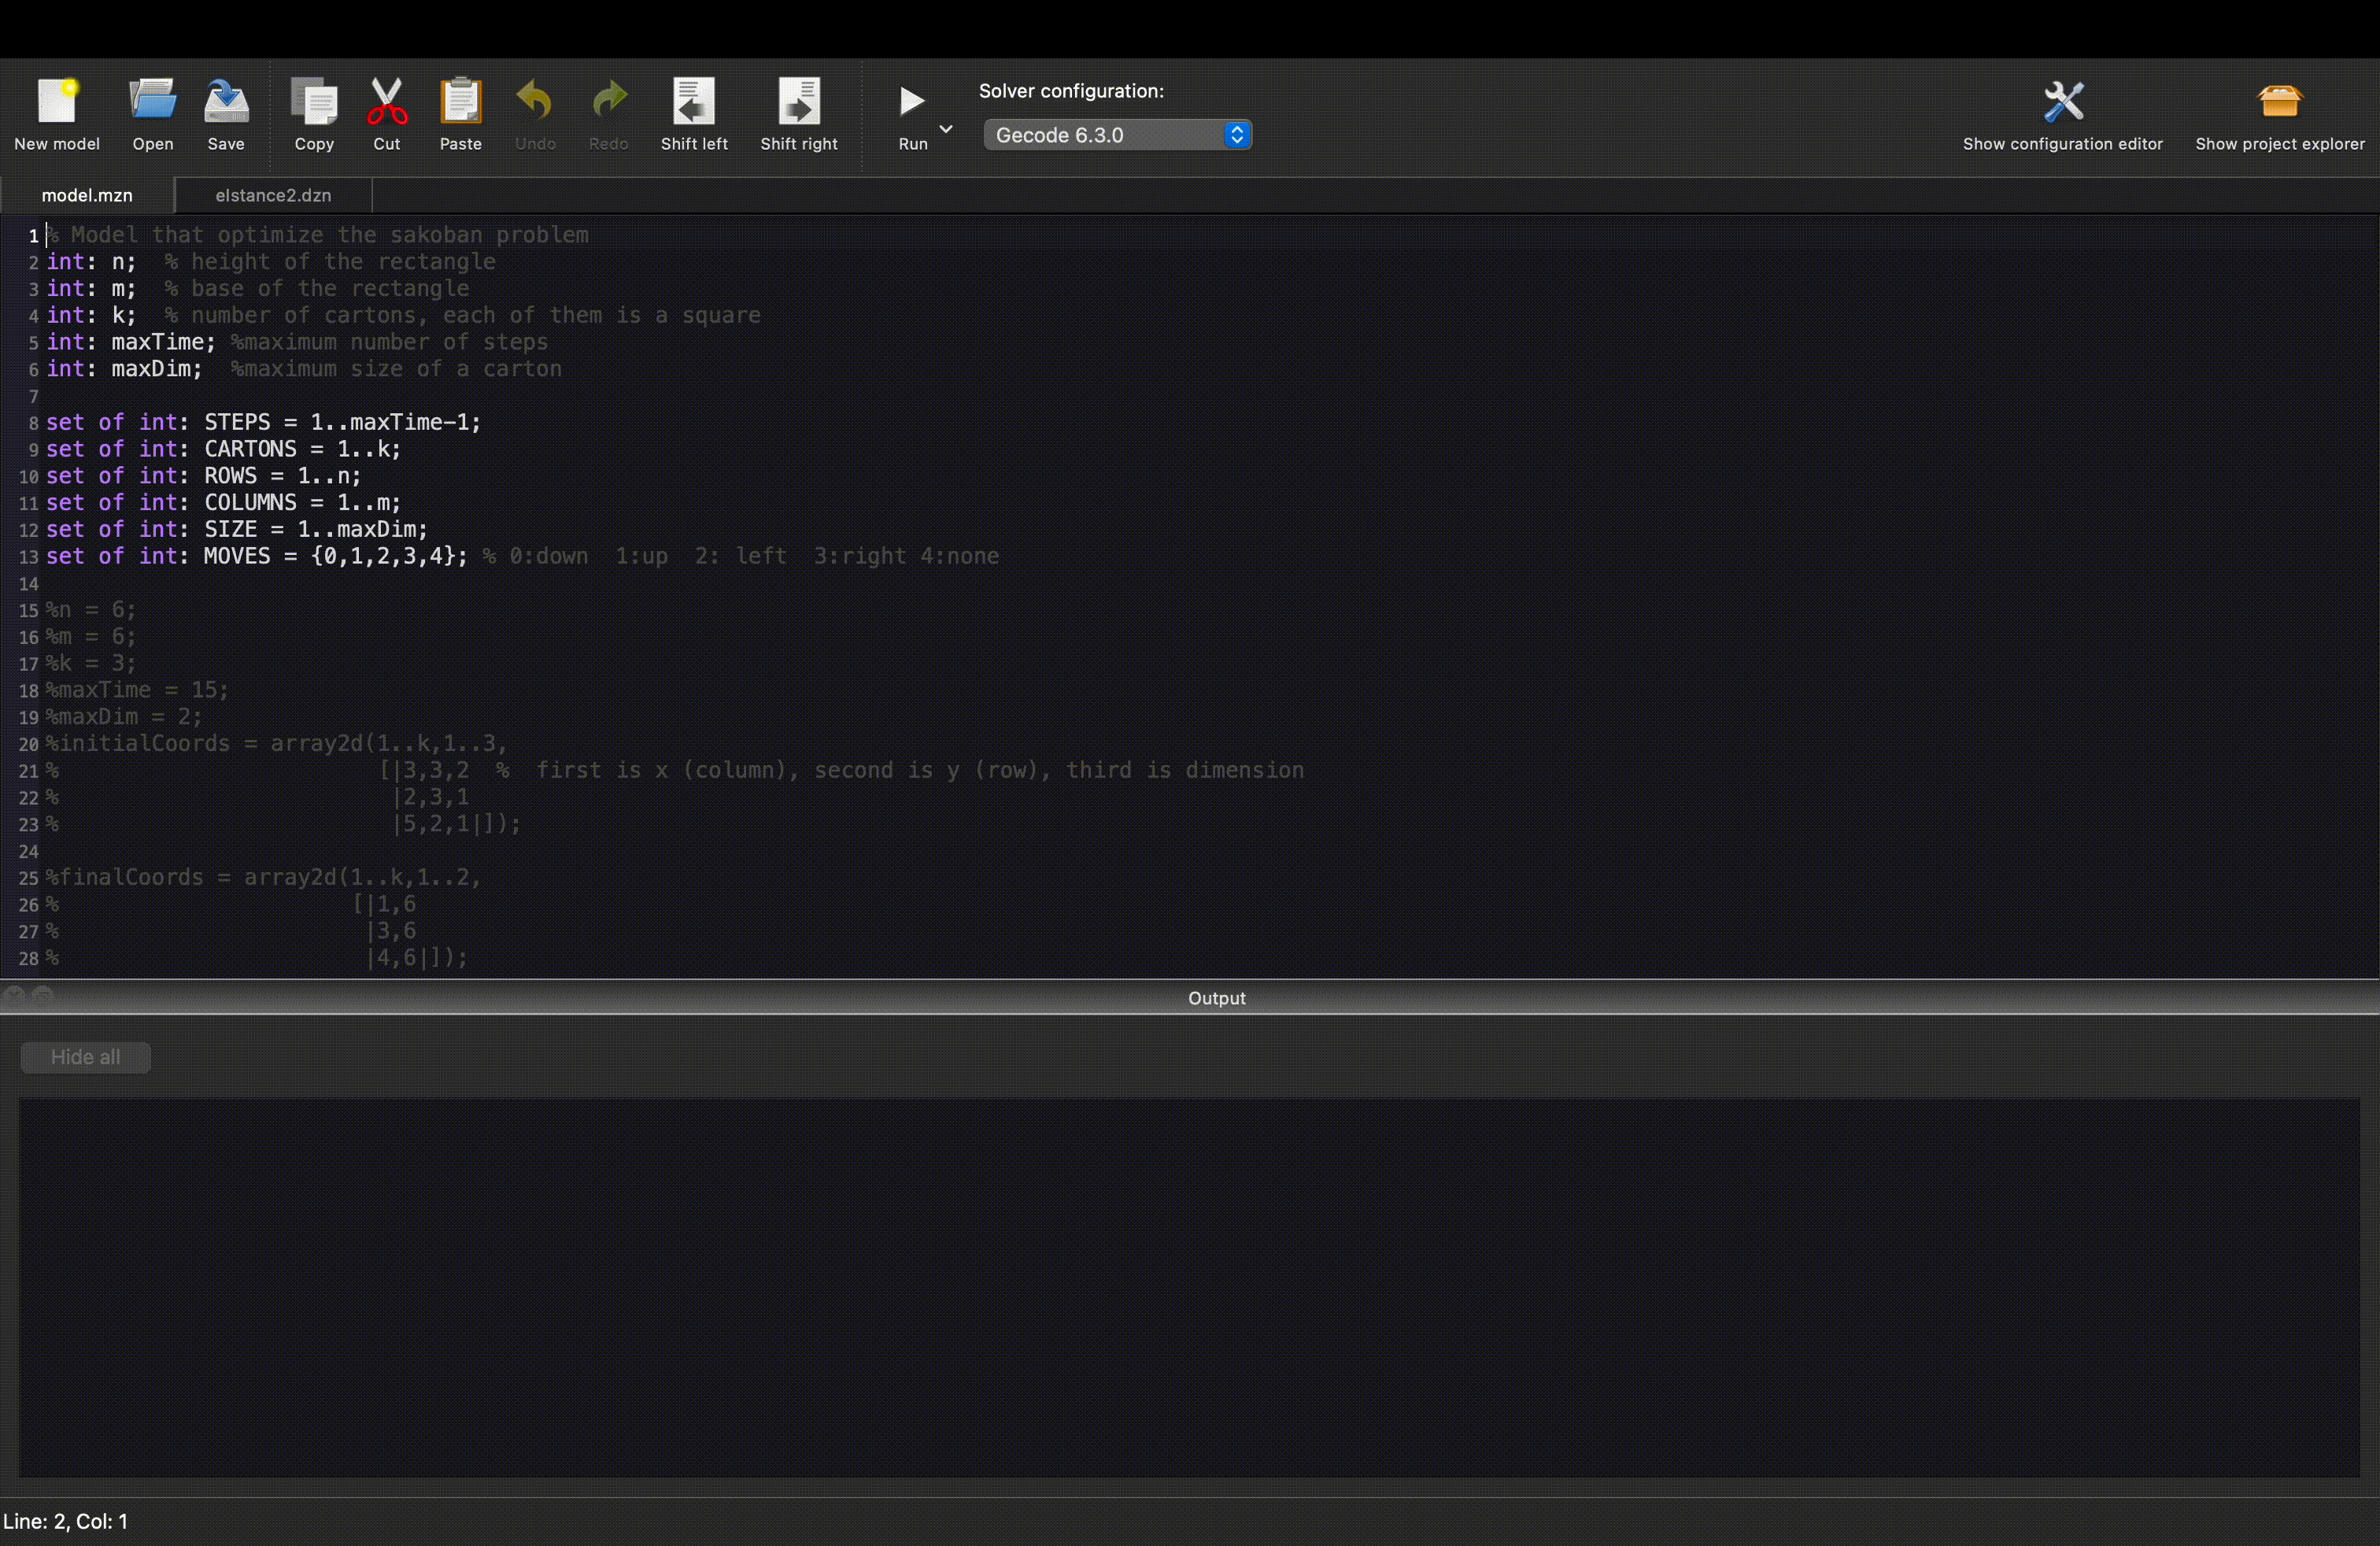 Solver configuration:
Gecode 6.3.0
New model Open Save Copy Cut Paste Undo Redo Shift left Shift right Run Show configuration editor Show project explorer
model.mzn elstance2.dzn
1 % Model that optimize the sakoban problem
2 int: n;  % height of the rectangle
3 int: m;  % base of the rectangle
4 int: k;  % number of cartons, each of them is a square
5 int: maxTime; %maximum number of steps
6 int: maxDim;  %maximum size of a carton
7
8 set of int: STEPS = 1..maxTime-1;
9 set of int: CARTONS = 1..k;
10 set of int: ROWS = 1..n;
11 set of int: COLUMNS = 1..m;
12 set of int: SIZE = 1..maxDim;
13 set of int: MOVES = {0,1,2,3,4}; % 0:down  1:up  2: left  3:right 4:none
14
15 %n = 6;
16 %m = 6;
17 %k = 3;
18 %maxTime = 15;
19 %maxDim = 2;
20 %initialCoords = array2d(1..k,1..3,
21 %                        [|3,3,2  %  first is x (column), second is y (row), third is dimension
22 %                         |2,3,1
23 %                         |5,2,1|]);
24
25 %finalCoords = array2d(1..k,1..2,
26 %                      [|1,6
27 %                       |3,6
28 %                       |4,6|]);
Output
Hide all
Line: 2, Col: 1